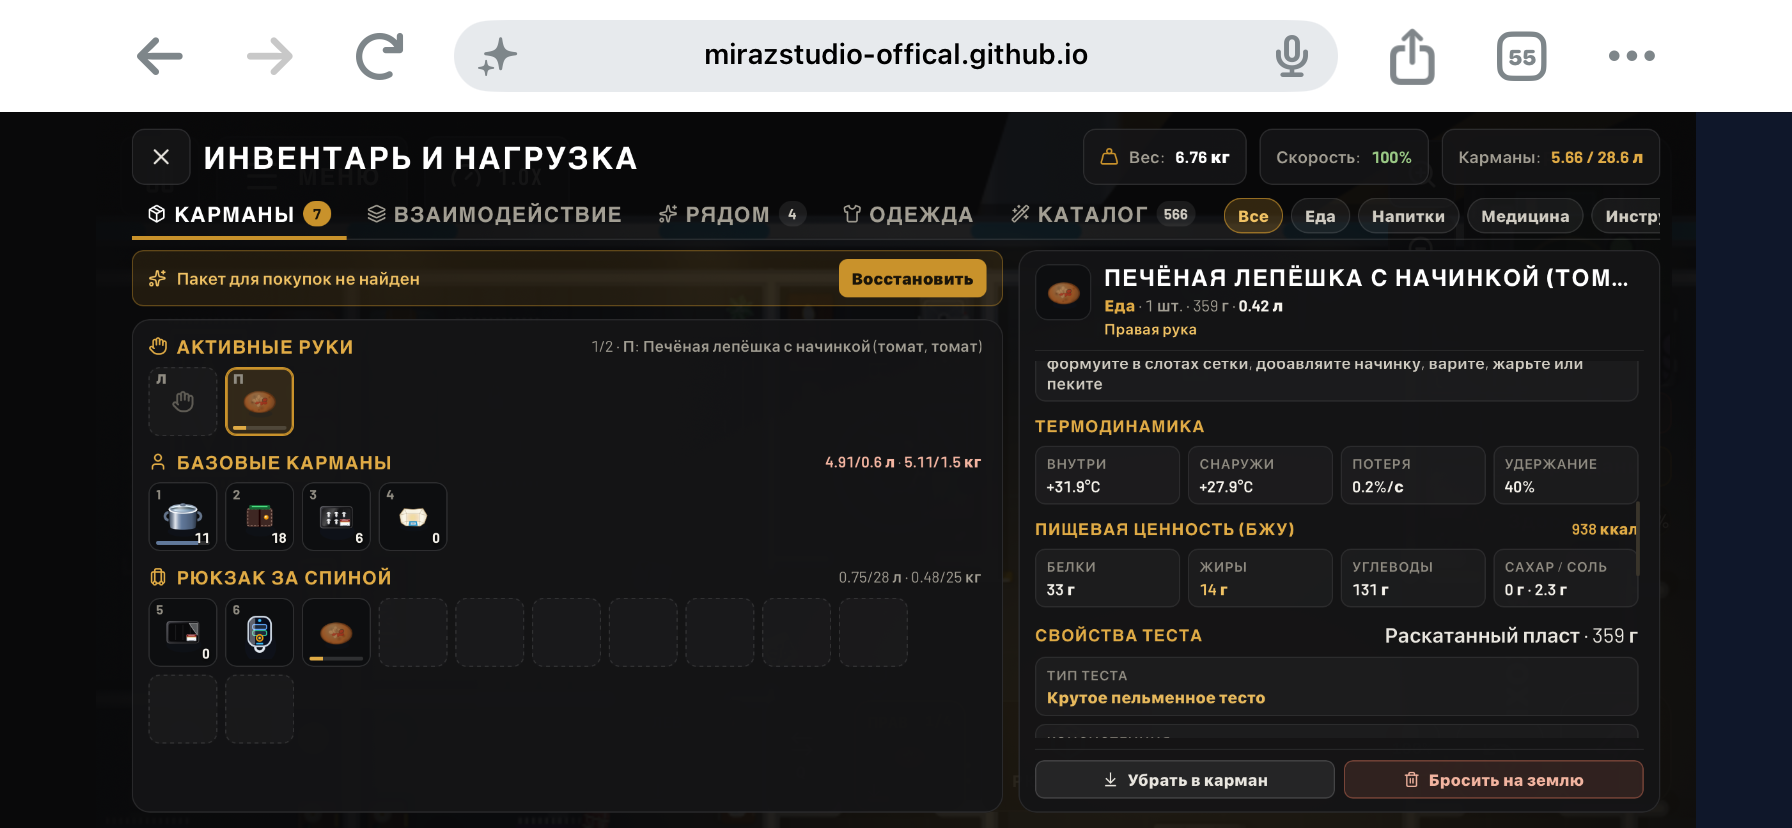 mirazstudio-offical.github.io
55
ИНВЕНТАРЬ И НАГРУЗКА
Вес: 6.76 кг
Скорость: 100%
Карманы: 5.66 / 28.6 л
КАРМАНЫ 7
ВЗАИМОДЕЙСТВИЕ
РЯДОМ 4
ОДЕЖДА
КАТАЛОГ 566
Все
Еда
Напитки
Медицина
Инстру
Пакет для покупок не найден
Восстановить
АКТИВНЫЕ РУКИ
1/2 · П: Печёная лепёшка с начинкой (томат, томат)
Л
П
БАЗОВЫЕ КАРМАНЫ
4.91/0.6 л · 5.11/1.5 кг
1
11
2
18
3
6
4
0
РЮКЗАК ЗА СПИНОЙ
0.75/28 л · 0.48/25 кг
5
0
6
ПЕЧЁНАЯ ЛЕПЁШКА С НАЧИНКОЙ (ТОМ...
Еда · 1 шт. · 359 г · 0.42 л
Правая рука
формуйте в слотах сетки, добавляйте начинку, варите, жарьте или
пеките
ТЕРМОДИНАМИКА
ВНУТРИ
+31.9°C
СНАРУЖИ
+27.9°C
ПОТЕРЯ
0.2%/с
УДЕРЖАНИЕ
40%
ПИЩЕВАЯ ЦЕННОСТЬ (БЖУ)
938 ккал
БЕЛКИ
33 г
ЖИРЫ
14 г
УГЛЕВОДЫ
131 г
САХАР / СОЛЬ
0 г · 2.3 г
СВОЙСТВА ТЕСТА
Раскатанный пласт · 359 г
ТИП ТЕСТА
Крутое пельменное тесто
Убрать в карман
Бросить на землю